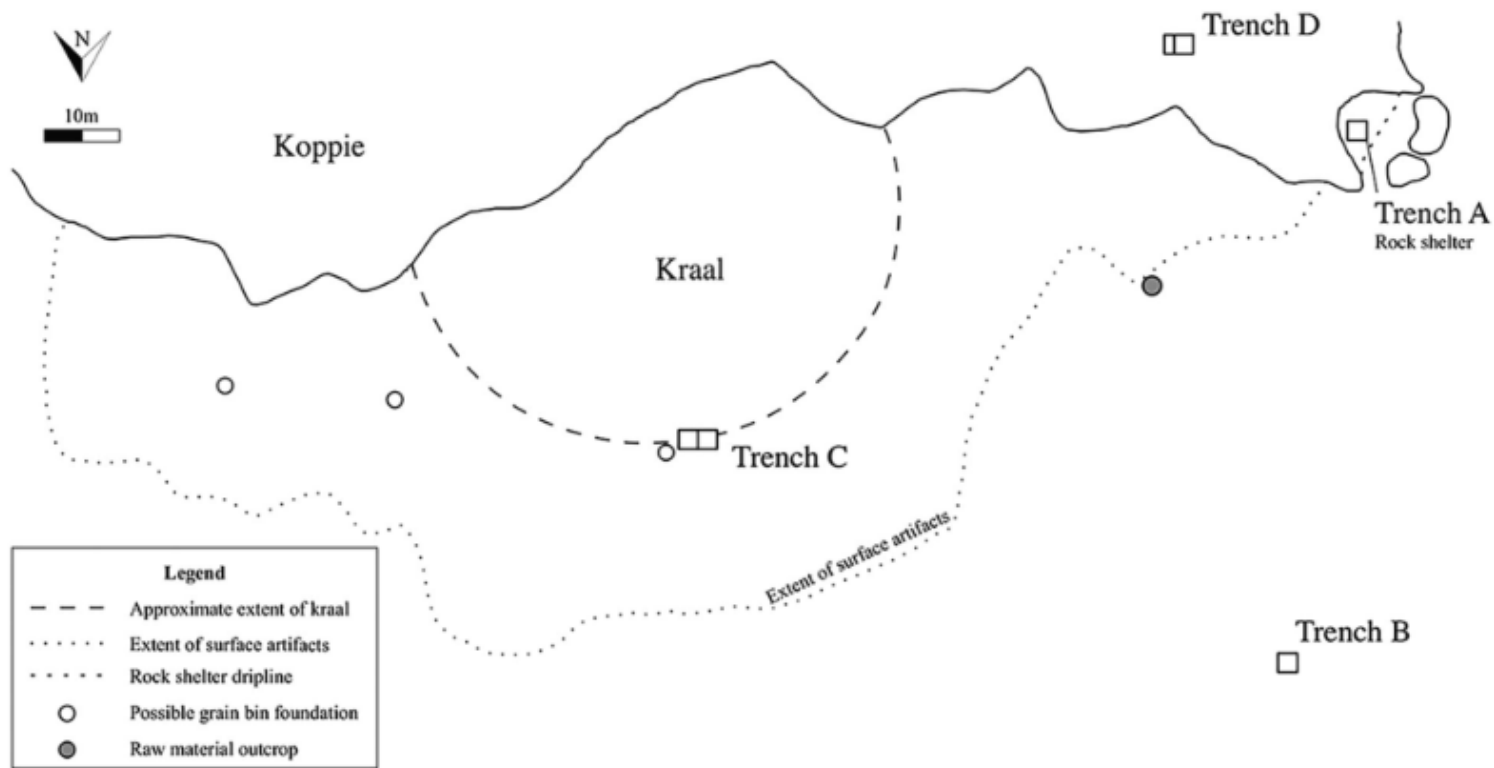 N
10m
Koppie
Trench D
Trench A
Rock shelter
Kraal
Trench C
Extent of surface artifacts
Trench B
Legend
Approximate extent of kraal
Extent of surface artifacts
Rock shelter dripline
Possible grain bin foundation
Raw material outcrop